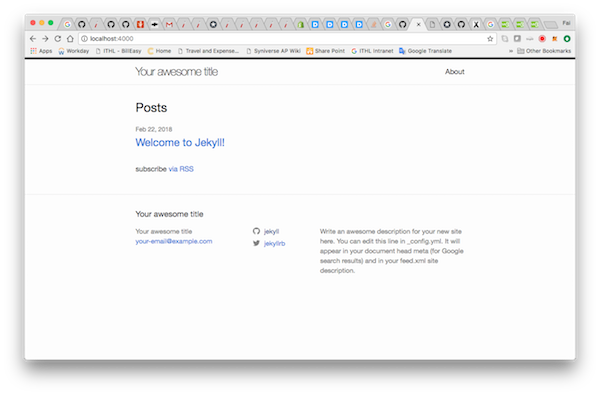 Fai
localhost:4000
Apps Workday ITHL - BillEasy Home Travel and Expense... Syniverse AP Wiki Share Point ITHL Intranet Google Translate » Other Bookmarks
Your awesome title About
Posts
Feb 22, 2018
Welcome to Jekyll!
subscribe via RSS
Your awesome title
Your awesome title
your-email@example.com
jekyll
jekyllrb
Write an awesome description for your new site
here. You can edit this line in _config.yml. It will
appear in your document head meta (for Google
search results) and in your feed.xml site
description.